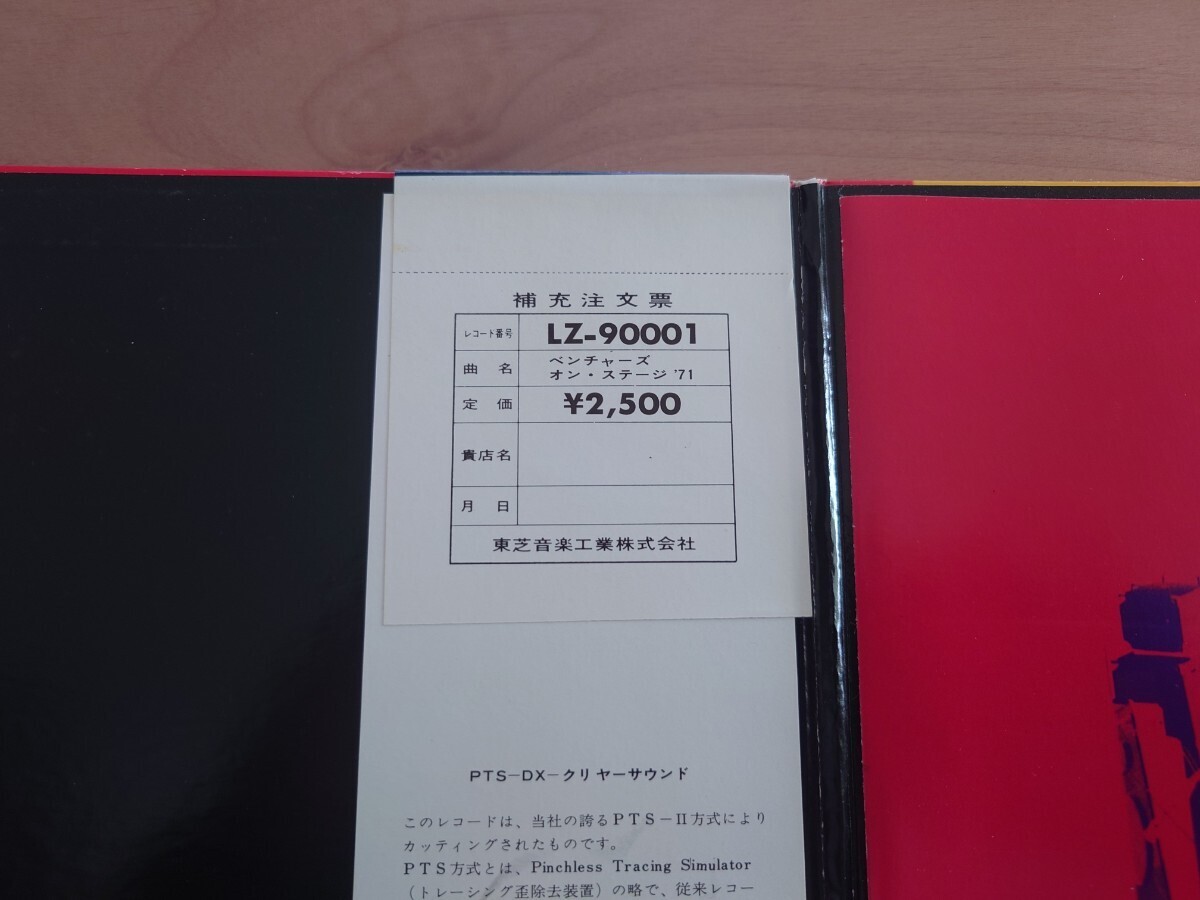 補充注文票
レコード番号 LZ-90001
曲名 ベンチャーズ
オン・ステージ '71
定価 ¥2,500
貴店名
月日
東芝音楽工業株式会社
PTS-DX-クリヤーサウンド
このレコードは、当社の誇るPTS-II方式により
カッティングされたものです。
PTS方式とは、Pinchless Tracing Simulator
(トレーシング歪除去装置)の略で、従来レコー